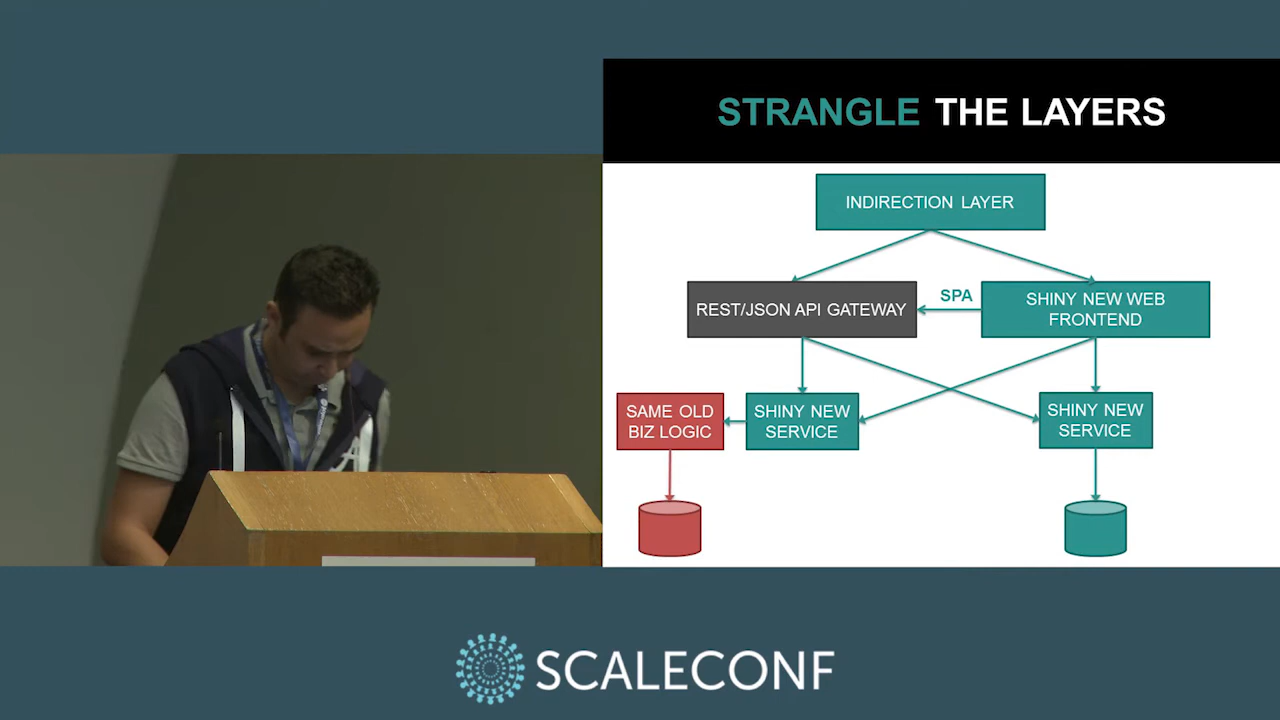 STRANGLE THE LAYERS
INDIRECTION LAYER
REST/JSON API GATEWAY
SPA
SHINY NEW WEB
FRONTEND
SAME OLD
BIZ LOGIC
SHINY NEW
SERVICE
SHINY NEW
SERVICE
A
SCALECONF